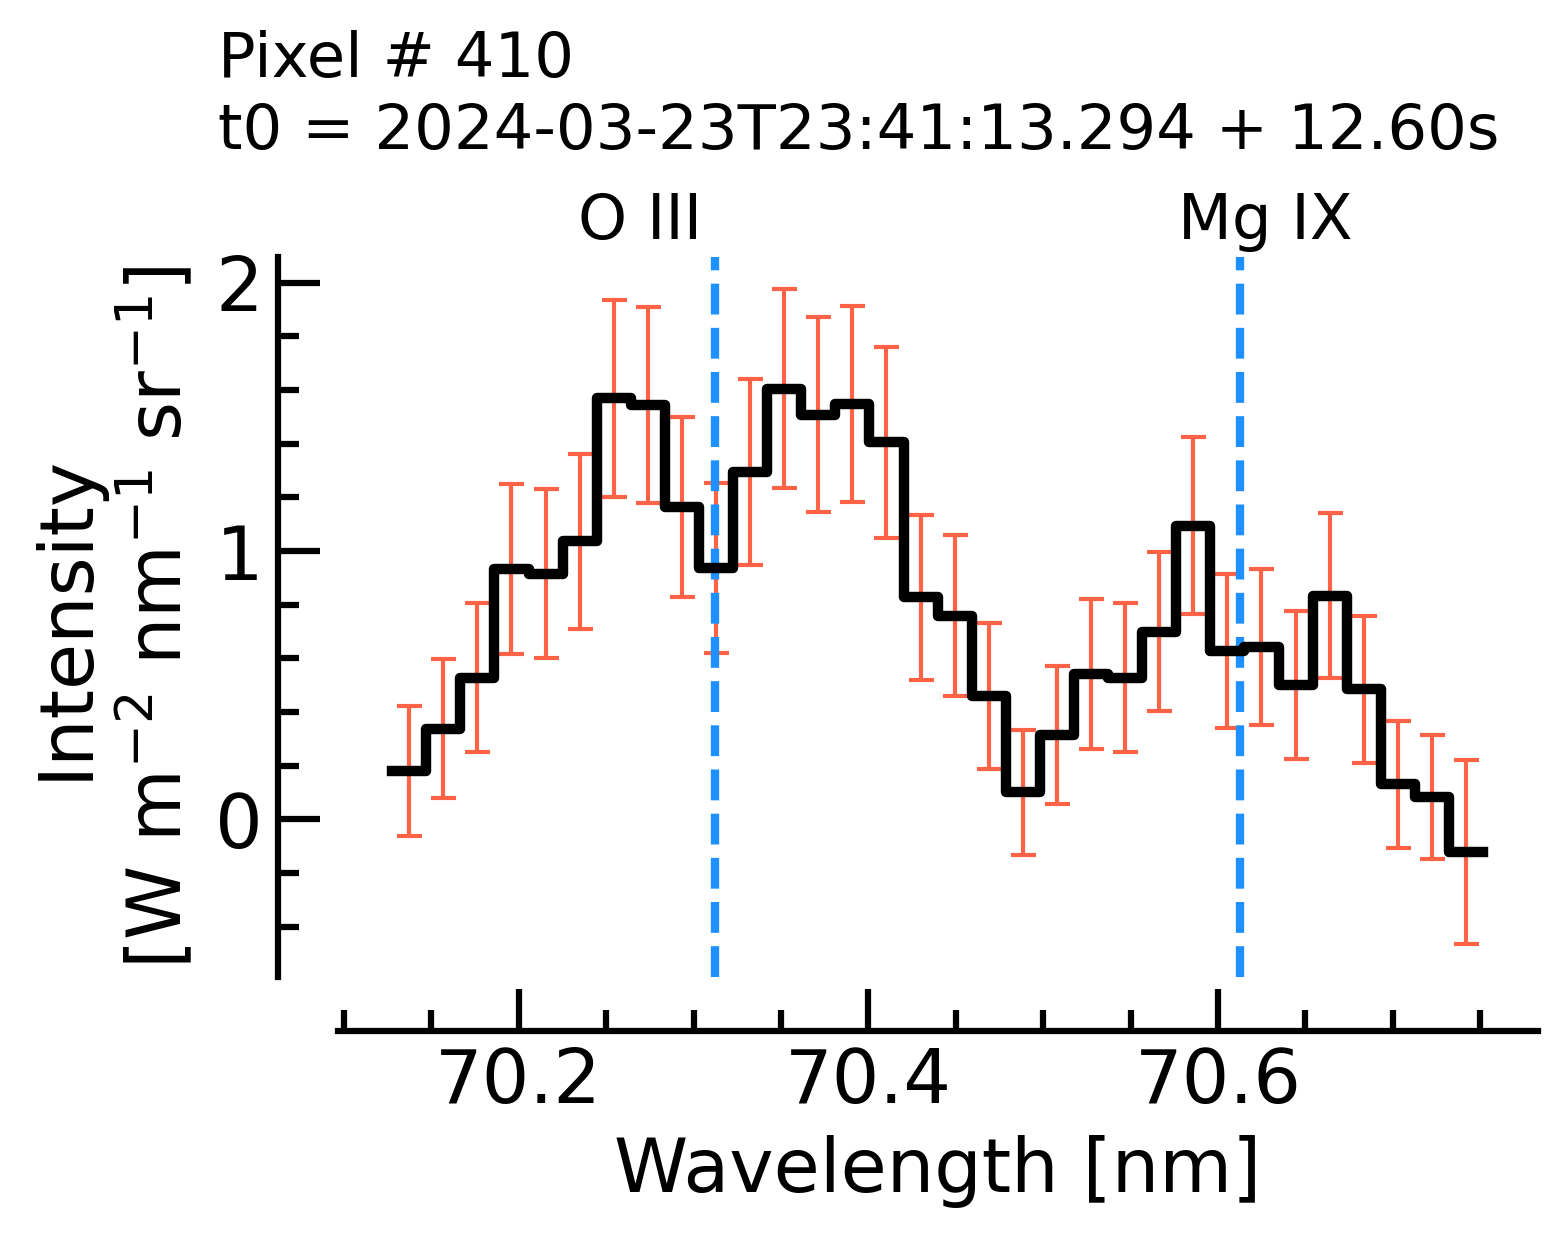 Pixel # 410
t0 = 2024-03-23T23:41:13.294 + 12.60s
O III Mg IX
Intensity
[W m⁻² nm⁻¹ sr⁻¹]
2
1
0
70.2 70.4 70.6
Wavelength [nm]